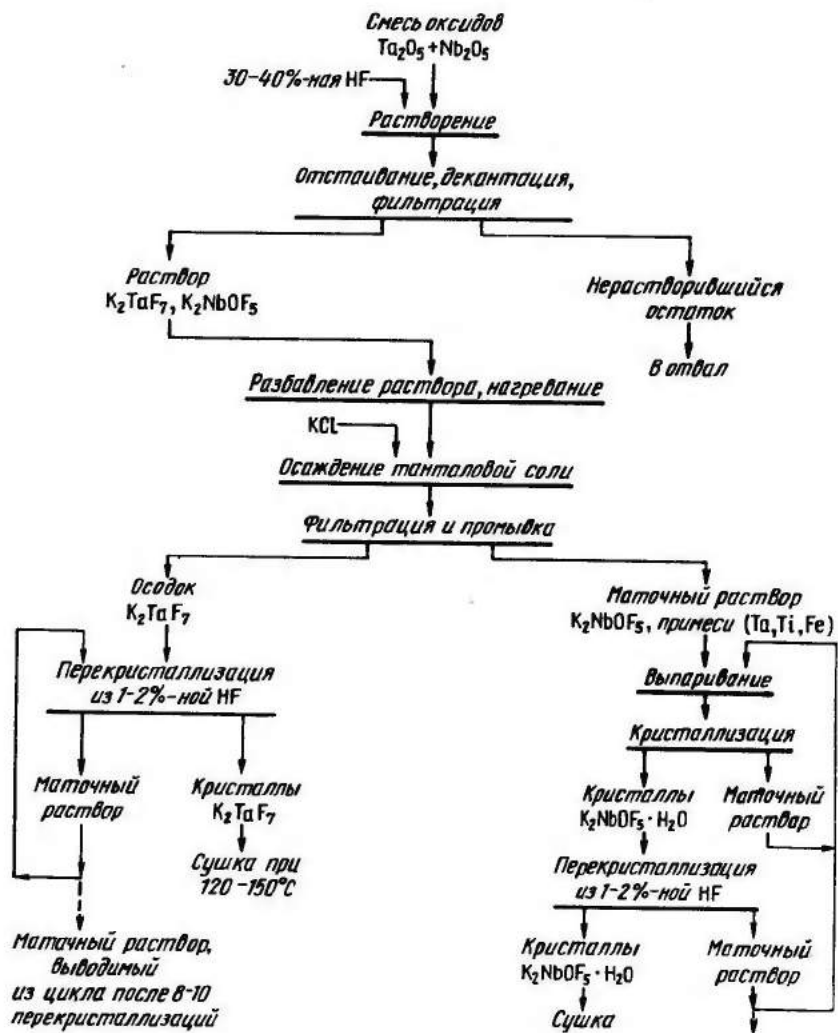 Смесь оксидов
Ta₂O₅+Nb₂O₅
30-40%-ная HF
Растворение
Отстаивание, декантация,
фильтрация
Раствор
K₂TaF₇, K₂NbOF₅
Нерастворившийся
остаток
В отвал
Разбавление раствора, нагревание
KCl
Осаждение танталовой соли
Фильтрация и промывка
Осадок
K₂TaF₇
Маточный раствор
K₂NbOF₅, примеси (Ta,Ti,Fe)
Перекристаллизация
из 1-2%-ной HF
Выпаривание
Кристаллизация
Маточный
раствор
Кристаллы
K₂TaF₇
Сушка при
120-150°C
Кристаллы
K₂NbOF₅·H₂O
Маточный
раствор
Перекристаллизация
из 1-2%-ной HF
Маточный раствор,
выводимый
из цикла после 8-10
перекристаллизаций
Кристаллы
K₂NbOF₅·H₂O
Маточный
раствор
Сушка